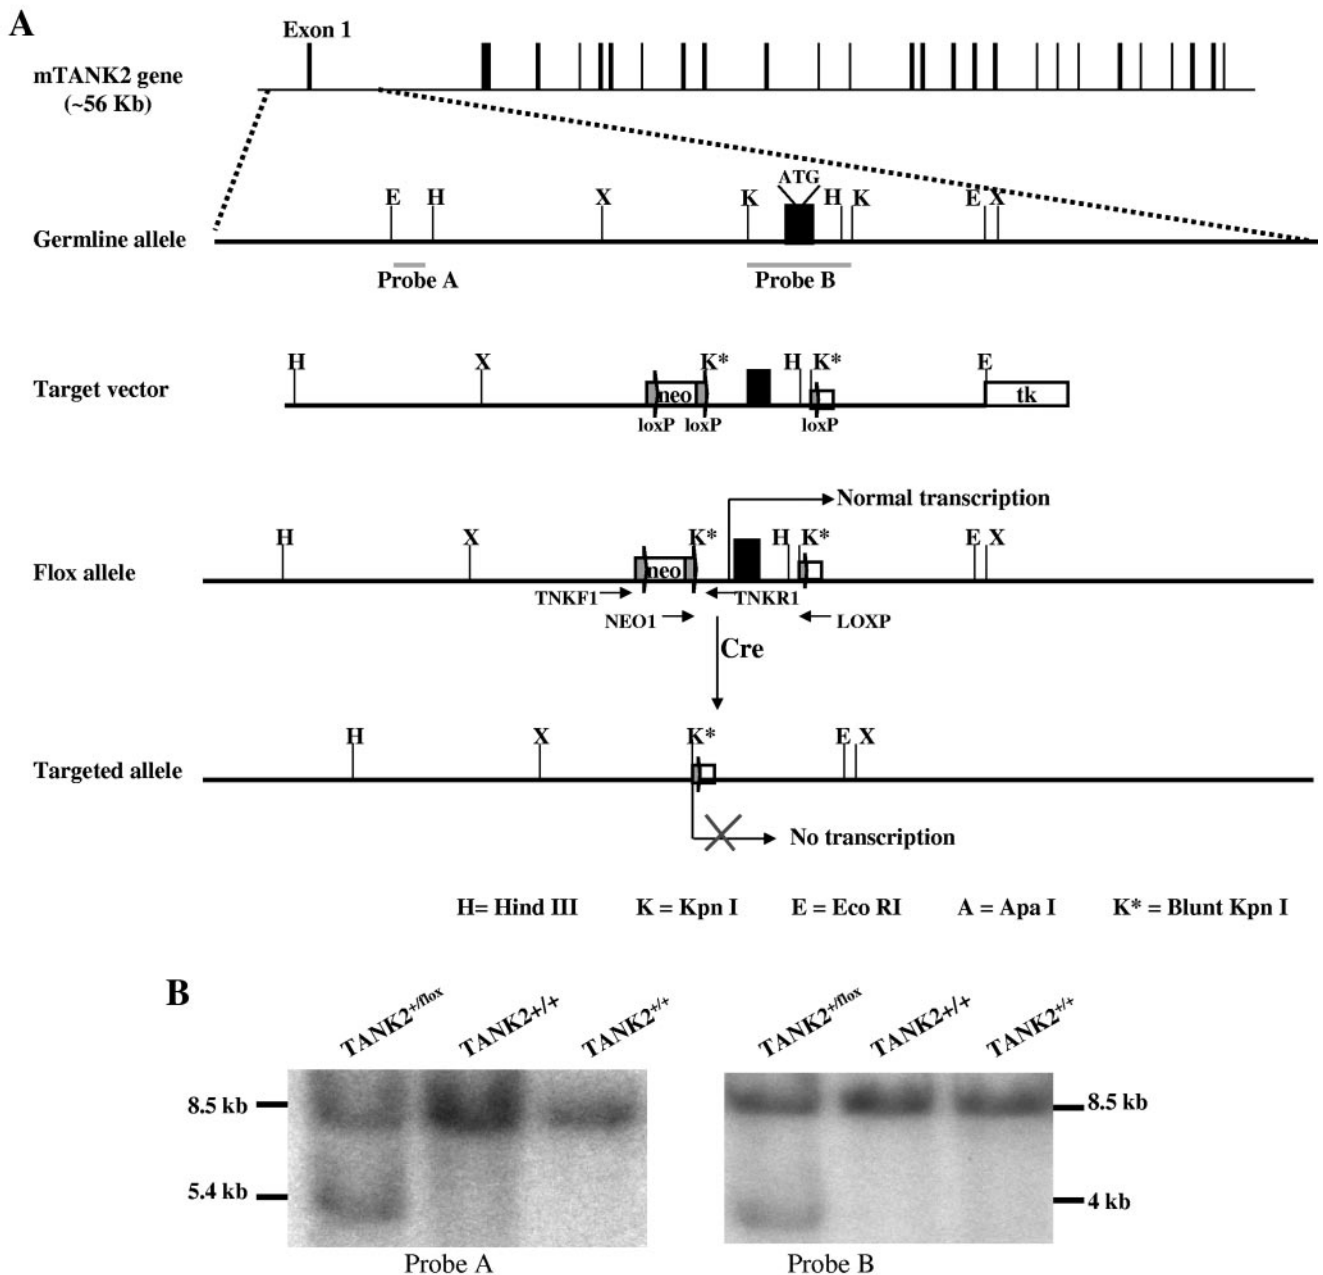 A
Exon 1
mTANK2 gene
(~56 Kb)
ATG
E H X K H K E X
Germline allele
Probe A Probe B
H X K* H K* E
Target vector neo tk
loxP loxP loxP
Normal transcription
H X K* H K* E X
Flox allele neo
TNKF1 TNKR1
NEO1 LOXP
Cre
H X K* E X
Targeted allele
No transcription
H= Hind III K = Kpn I E = Eco RI A = Apa I K* = Blunt Kpn I
B
TANK2+/flox TANK2+/+ TANK2+/+ TANK2+/flox TANK2+/+ TANK2+/+
8.5 kb 8.5 kb
5.4 kb 4 kb
Probe A Probe B